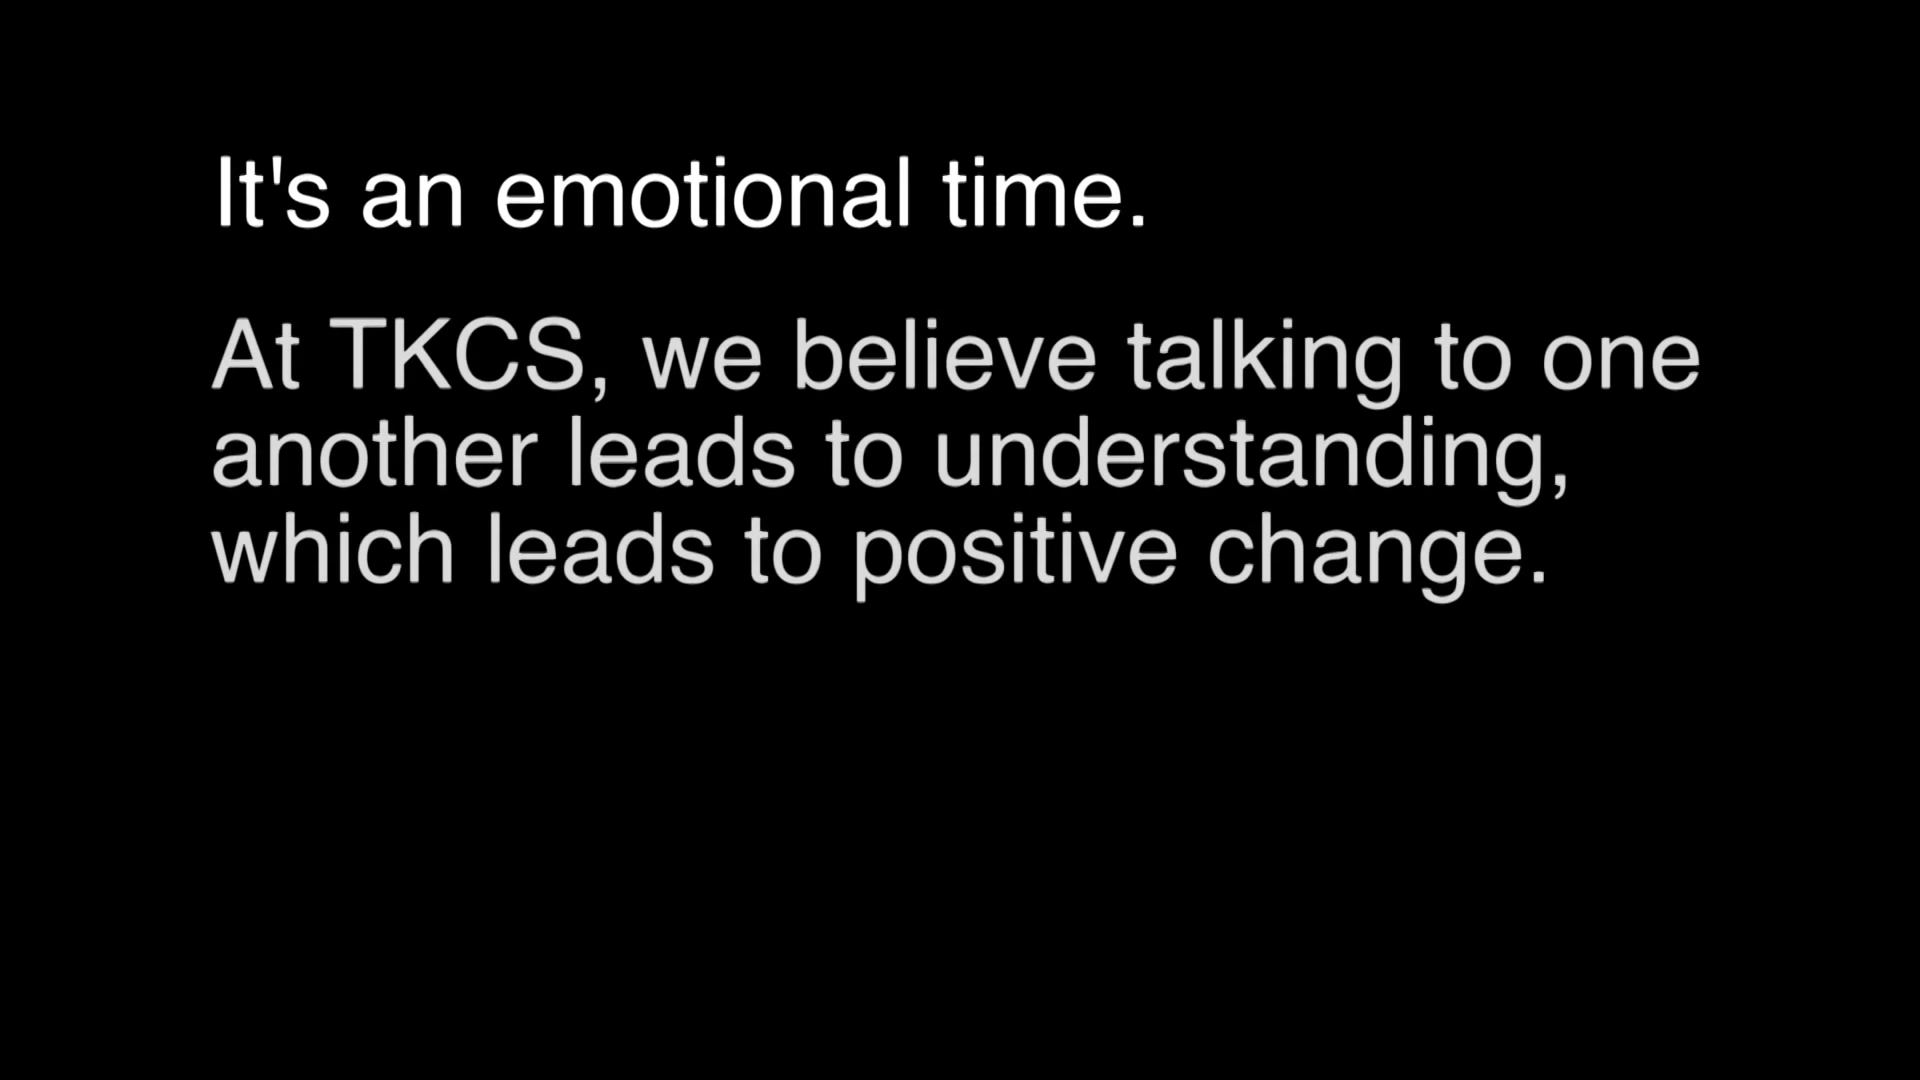 It's an emotional time.
At TKCS, we believe talking to one
another leads to understanding,
which leads to positive change.